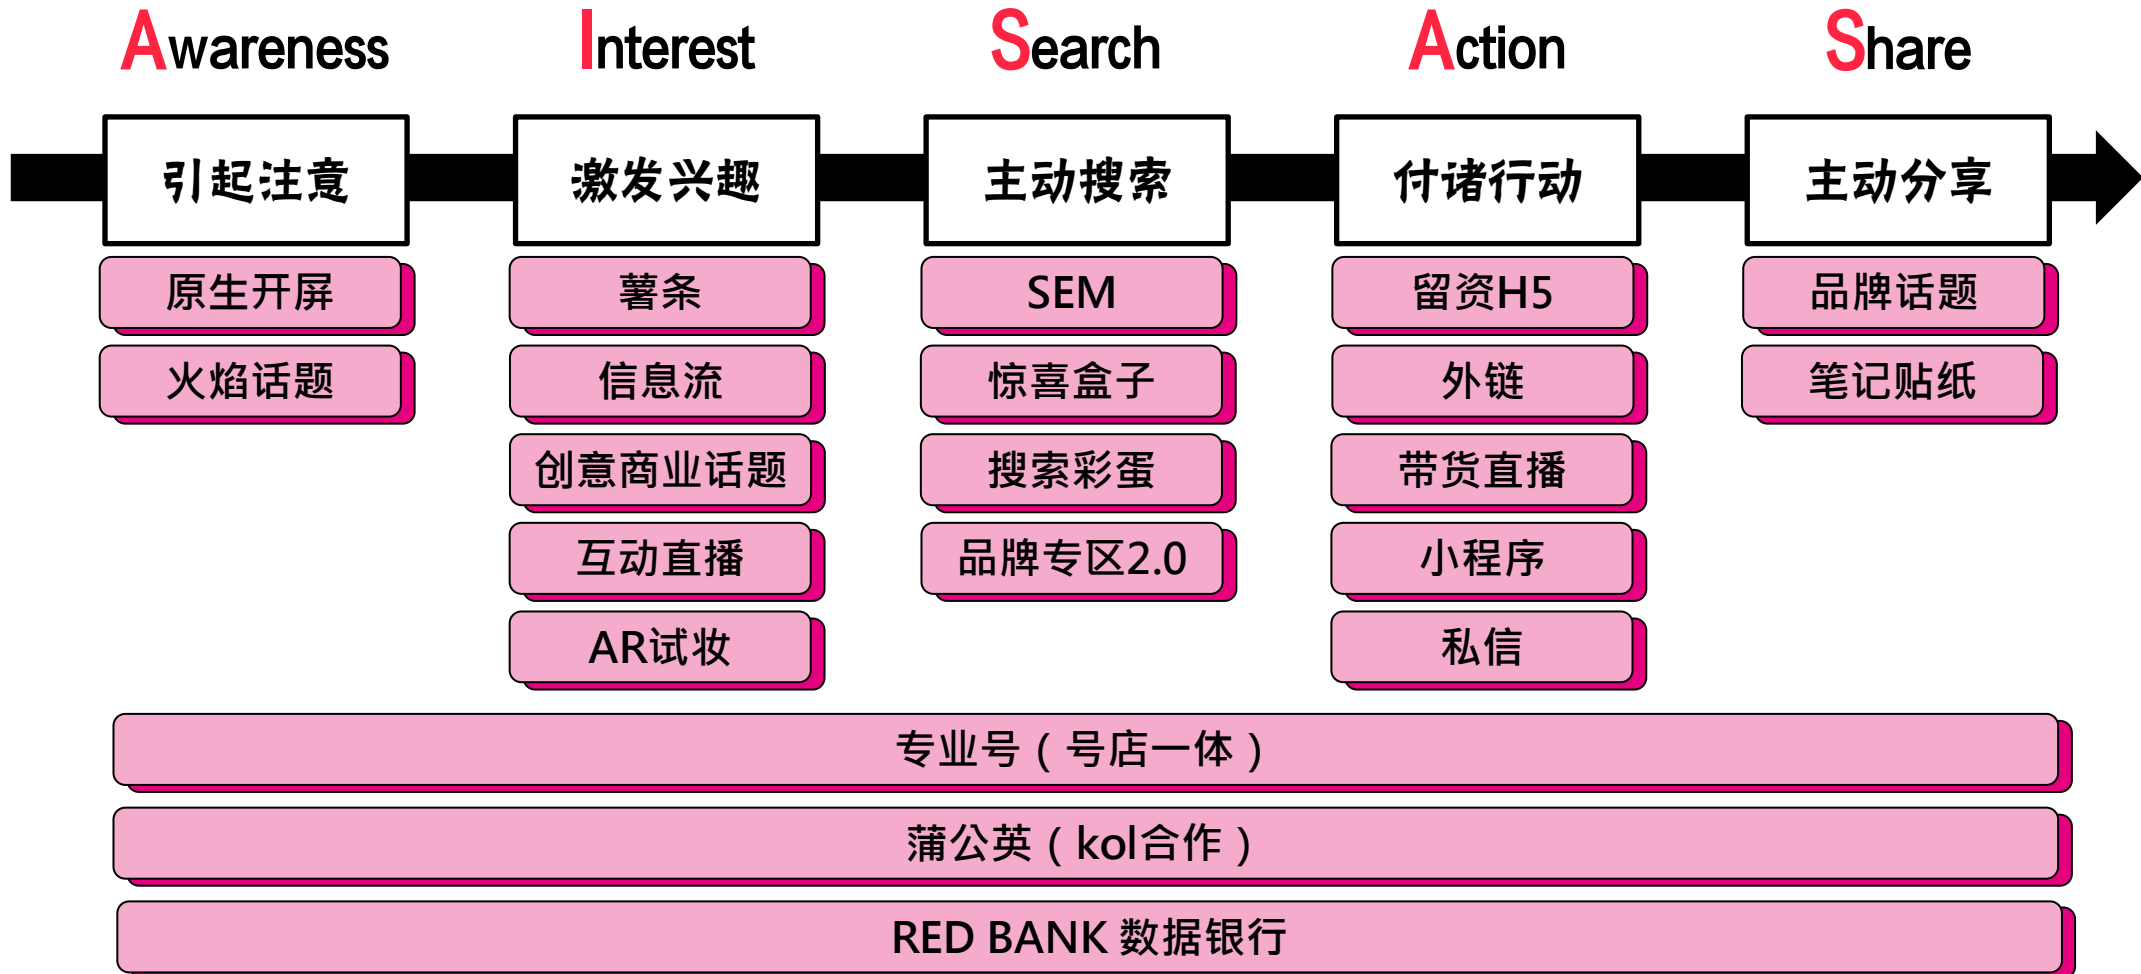 Awareness
Interest
Search
Action
Share
引起注意
激发兴趣
主动搜索
付诸行动
主动分享
原生开屏
火焰话题
薯条
信息流
创意商业话题
互动直播
AR试妆
SEM
惊喜盒子
搜索彩蛋
品牌专区2.0
留资H5
外链
带货直播
小程序
私信
品牌话题
笔记贴纸
专业号（号店一体）
蒲公英（kol合作）
RED BANK 数据银行